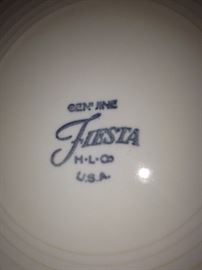 GENUINE
Fiesta
H·L·Co
U.S.A.